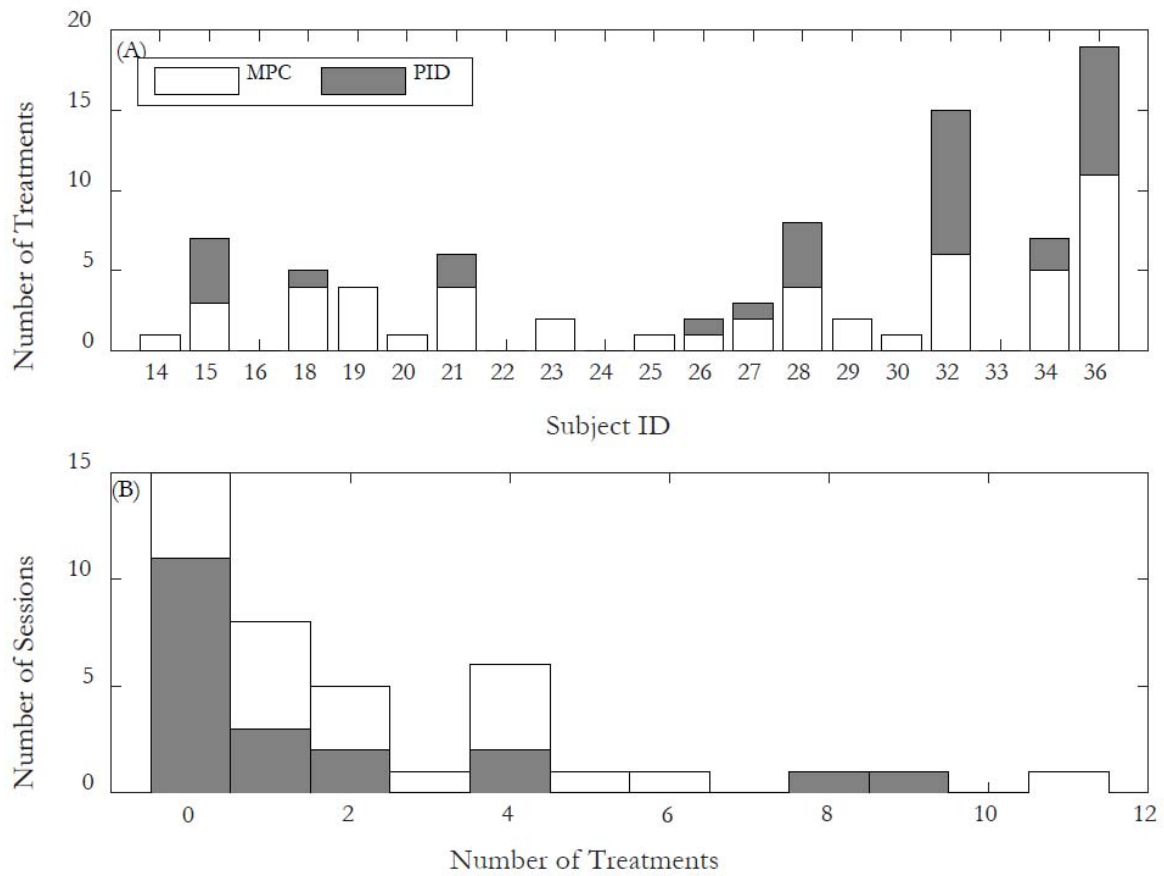 20
(A)
MPC PID
15
10
5
0
Number of Treatments
14 15 16 18 19 20 21 22 23 24 25 26 27 28 29 30 32 33 34 36
Subject ID
15
(B)
10
5
0
Number of Sessions
0 2 4 6 8 10 12
Number of Treatments